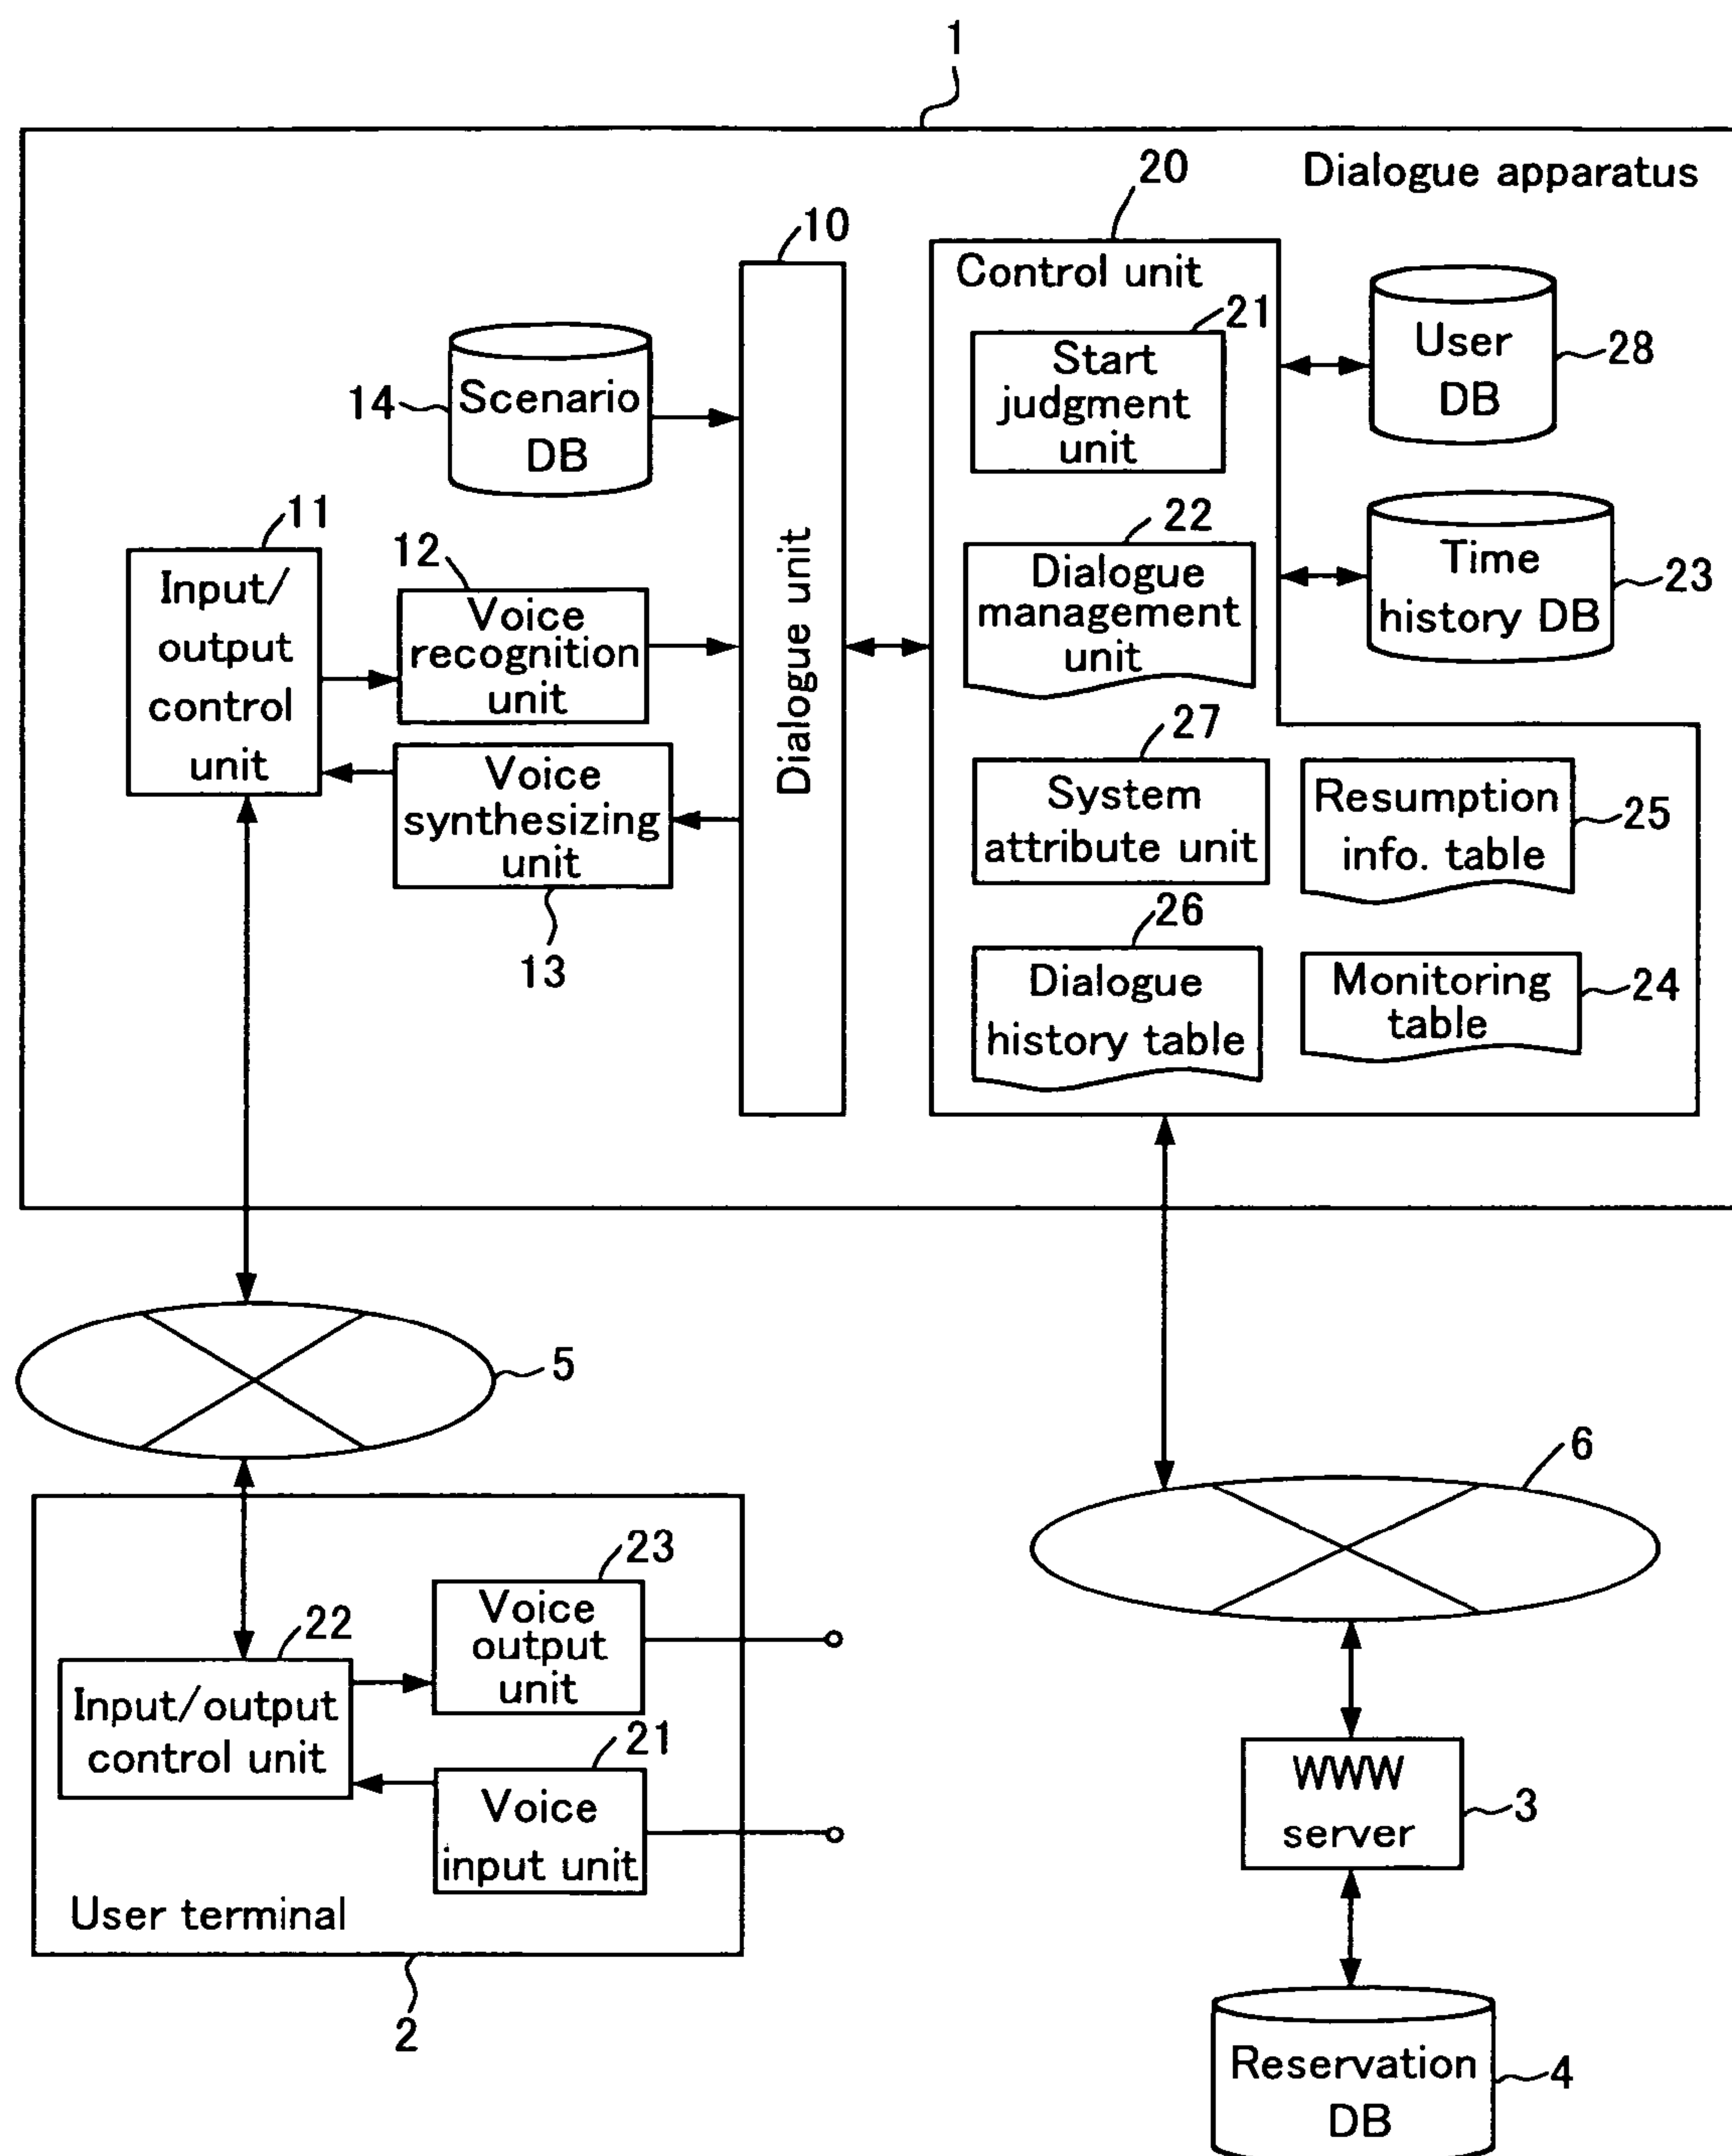 1
Dialogue apparatus
20
10
Control unit
21
Start
judgment
unit
User
DB
28
14
Scenario
DB
11
Input/
output
control
unit
12
Voice
recognition
unit
Dialogue unit
22
Dialogue
management
unit
Time
history DB
23
Voice
synthesizing
unit
13
27
System
attribute unit
Resumption
info. table
25
26
Dialogue
history table
Monitoring
table
24
5
6
23
Voice
output
unit
22
Input/output
control unit
21
Voice
input unit
User terminal
2
WWW
server
3
Reservation
DB
4